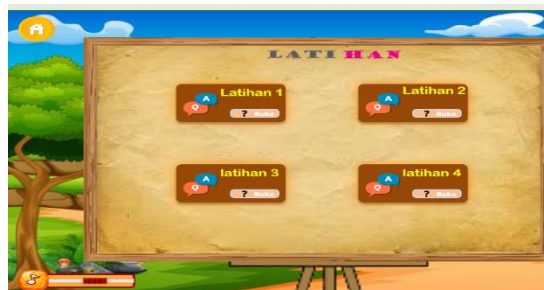 LATIHAN
Latihan 1
A
Q
? Buka
Latihan 2
A
Q
? Buka
latihan 3
A
Q
? Buka
latihan 4
A
Q
? Buka